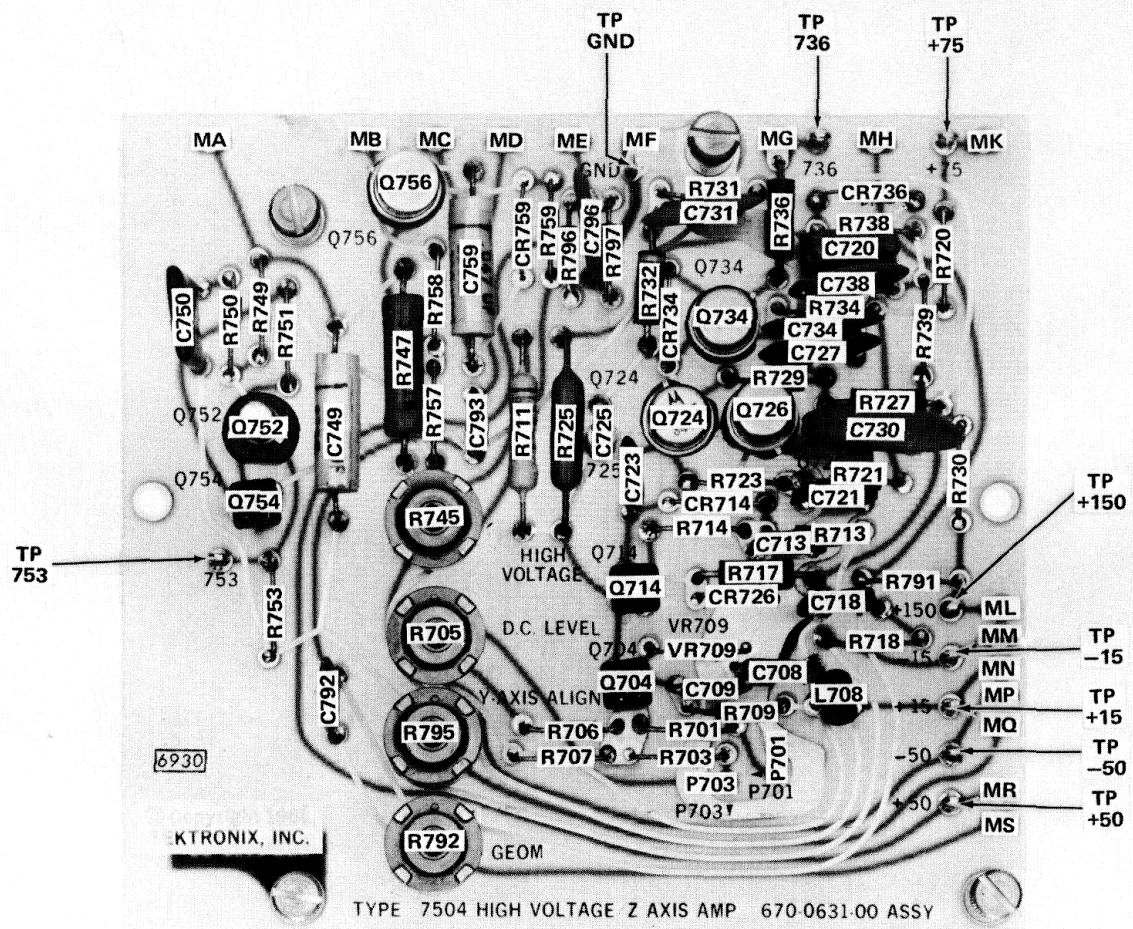 TP
GND
TP
736
TP
+75
MA
MB
MC
MD
ME
MF
MG
MH
MK
GND
736
+75
Q756
Q756
R731
C731
R736
CR736
R738
C720
R720
C738
CR759
R759
R796
C796
R797
C759
R758
R732
CR734
Q734
Q734
R734
C734
C727
R739
C750
R750
R749
R751
R747
R757
C793
R711
R725
Q724
C725
Q724
Q726
R729
R727
C730
R730
Q752
Q752
C749
Q754
Q754
C723
R723
CR714
R721
C721
R745
R714
C713
R713
TP
+150
TP
753
753
HIGH
VOLTAGE
Q714
Q714
R717
CR726
R791
C718
+150
ML
R753
R705
D.C. LEVEL
VR709
R718
MM
TP
-15
MN
Q704
VR709
Q704
C708
L708
C709
R709
C792
Y-AXIS ALIGN
MP
+15
TP
+15
MQ
R795
R706
R701
R707
R703
P701
P703
P701
P703
-50
TP
-50
6930
MR
TP
+50
MS
R792
GEOM
KTRONIX, INC.
TYPE 7504 HIGH VOLTAGE Z AXIS AMP 670-0631-00 ASSY